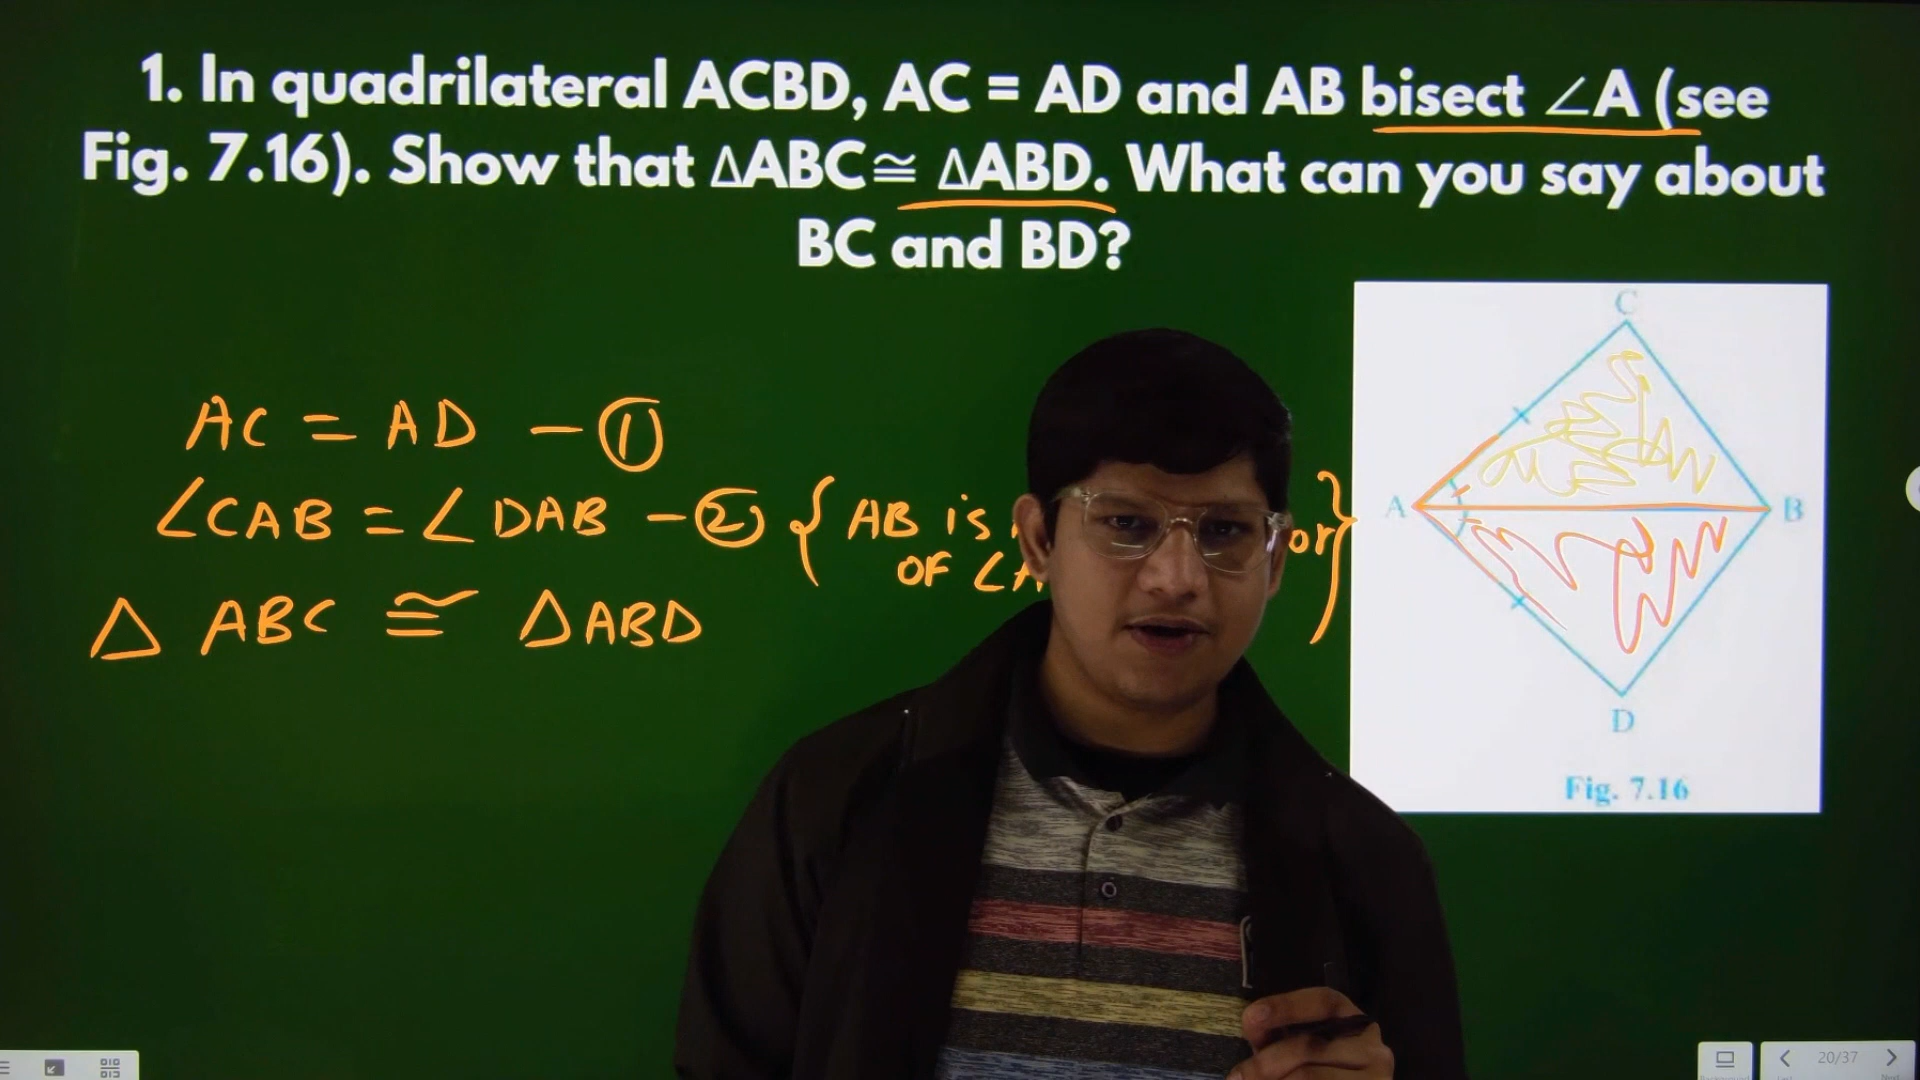 1. In quadrilateral ACBD, AC = AD and AB bisect ∠A (see
Fig. 7.16). Show that ΔABC ≅ ΔABD. What can you say about
BC and BD?
AC = AD – ①
∠CAB = ∠DAB – ② { AB is or }
OF ∠A
Δ ABC ≅ ΔABD
C
A
B
D
Fig. 7.16
20/37